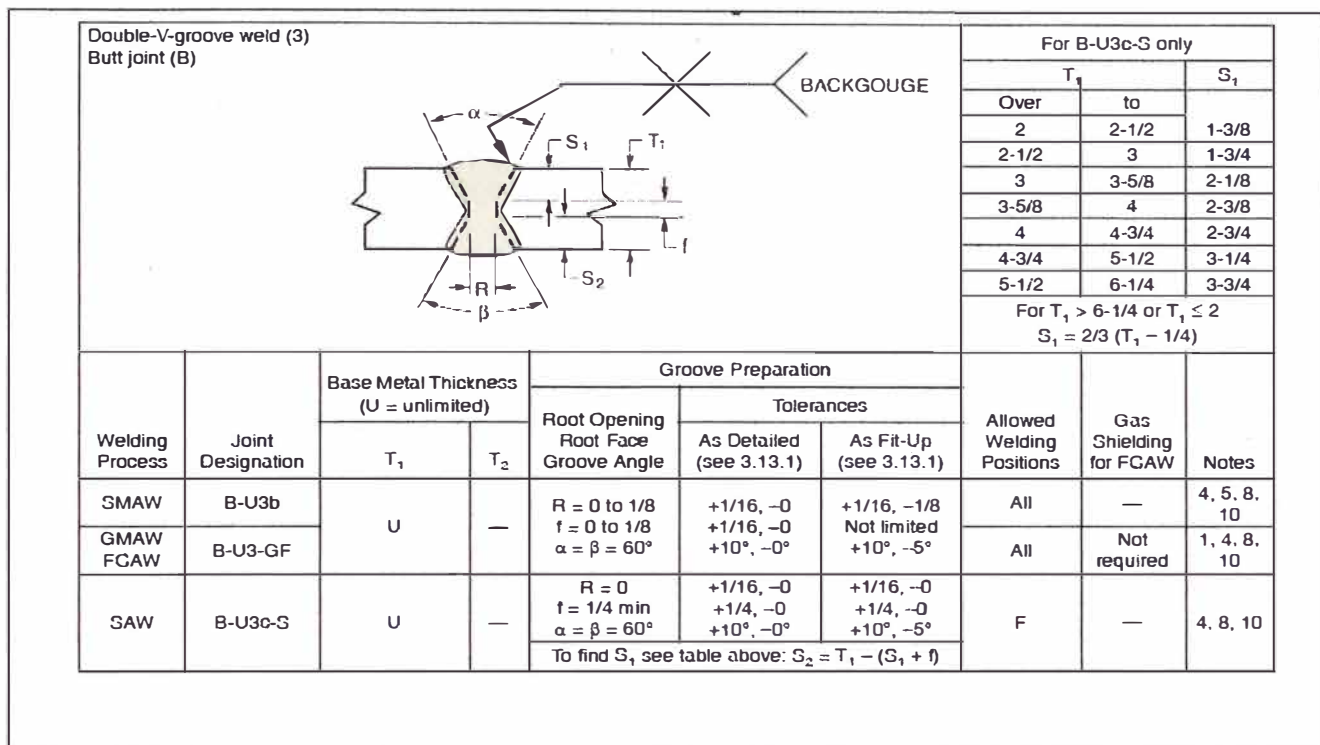 Double-V-groove weld (3)
Butt joint (B)
BACKGOUGE
α
S₁
T₁
f
S₂
R
β
For B-U3c-S only
T₁ S₁
Over to
2 2-1/2 1-3/8
2-1/2 3 1-3/4
3 3-5/8 2-1/8
3-5/8 4 2-3/8
4 4-3/4 2-3/4
4-3/4 5-1/2 3-1/4
5-1/2 6-1/4 3-3/4
For T₁ > 6-1/4 or T₁ ≤ 2
S₁ = 2/3 (T₁ – 1/4)
Welding
Process
Joint
Designation
Base Metal Thickness
(U = unlimited)
T₁ T₂
Groove Preparation
Root Opening
Root Face
Groove Angle
Tolerances
As Detailed
(see 3.13.1)
As Fit-Up
(see 3.13.1)
Allowed
Welding
Positions
Gas
Shielding
for FCAW
Notes
SMAW B-U3b
GMAW
FCAW
B-U3-GF
U —
R = 0 to 1/8 +1/16, –0 +1/16, –1/8
f = 0 to 1/8 +1/16, –0 Not limited
α = β = 60° +10°, –0° +10°, –5°
All — 4, 5, 8,
10
All Not
required
1, 4, 8,
10
SAW B-U3c-S U —
R = 0 +1/16, –0 +1/16, –0
f = 1/4 min +1/4, –0 +1/4, –0
α = β = 60° +10°, –0° +10°, –5°
To find S₁ see table above: S₂ = T₁ – (S₁ + f)
F — 4, 8, 10